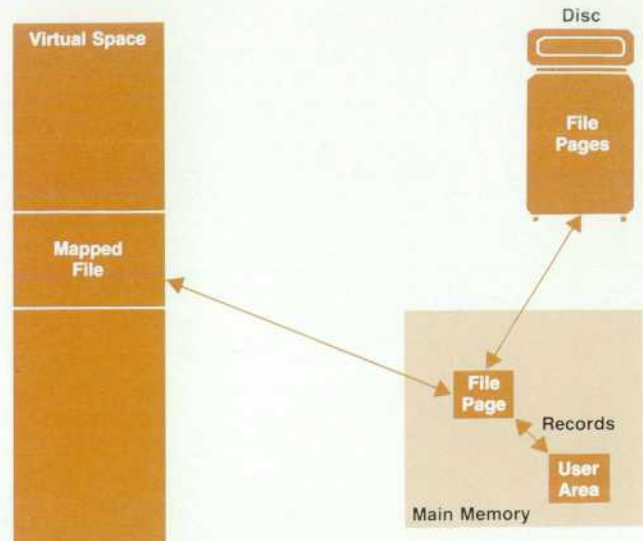 Virtual Space
Mapped
File
Disc
File
Pages
File
Page
Records
User
Area
Main Memory